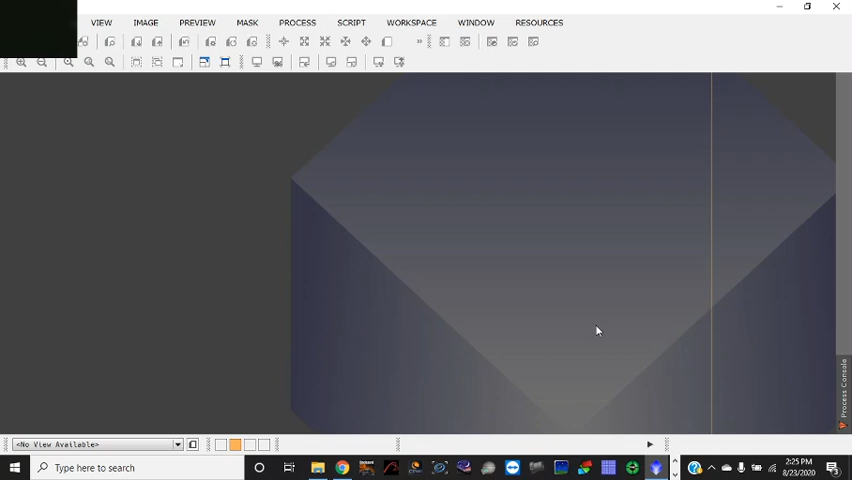 VIEW IMAGE PREVIEW MASK PROCESS SCRIPT WORKSPACE WINDOW RESOURCES
»
Process Console
<No View Available>
Type here to search
2:25 PM
8/23/2020
3